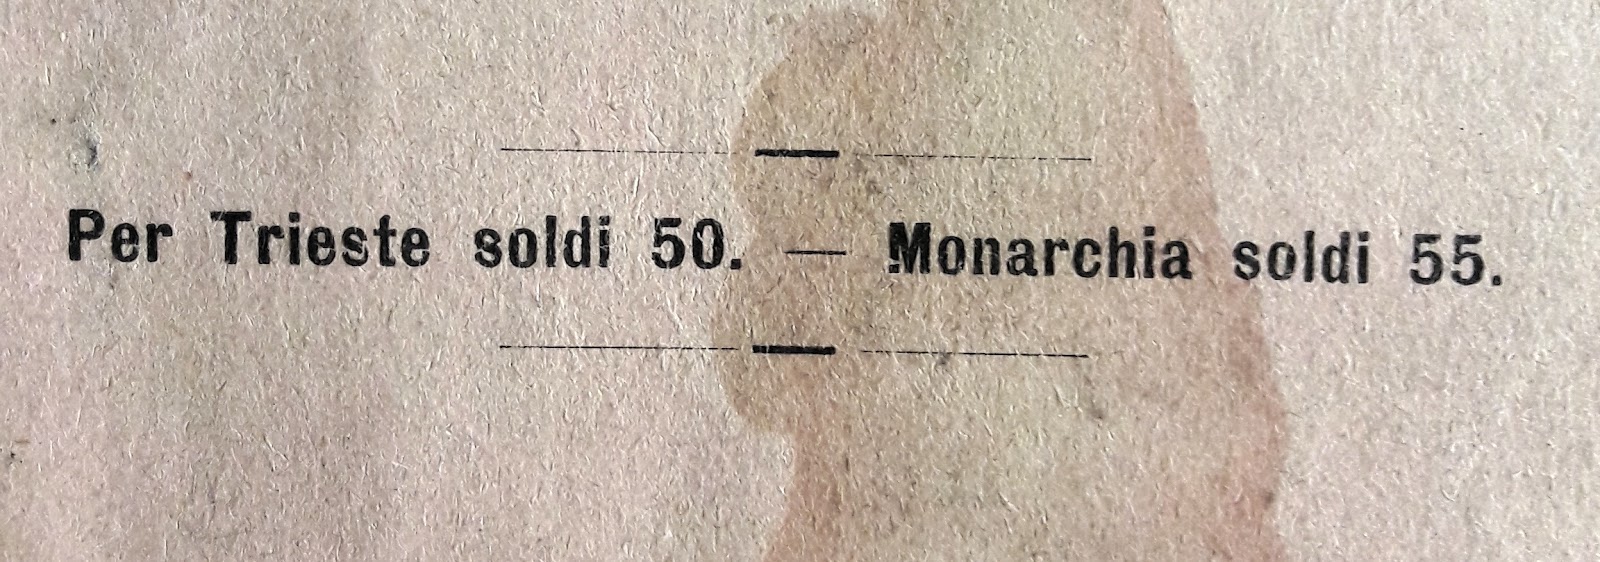 Per Trieste soldi 50. — Monarchia soldi 55.